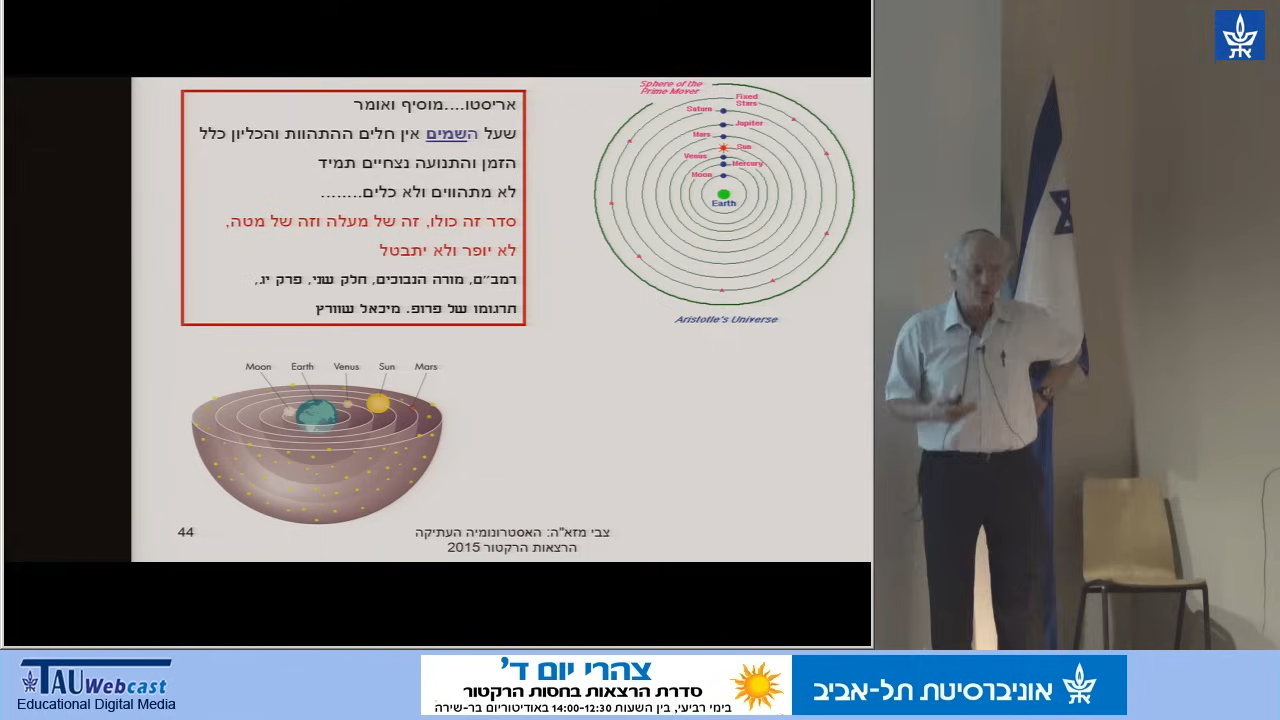 אריסטו....מוסיף ואומר
שעל השמים אין חלים ההתהוות והכליון כלל
הזמן והתנועה נצחיים תמיד
לא מתהווים ולא כלים........
סדר זה כולו, זה של מעלה וזה של מטה,
לא יופר ולא יתבטל
רמב״ם, מורה הנבוכים, חלק שני, פרק יג,
תרגומו של פרופ. מיכאל שוורץ
Sphere of the
Prime Mover
Fixed
Stars
Saturn
Jupiter
Mars
Sun
Venus
Mercury
Moon
Earth
Aristotle's Universe
Moon Earth Venus Sun Mars
44
צבי מזא"ה: האסטרונומיה העתיקה
הרצאות הרקטור 2015
TAU Webcast
Educational Digital Media
צהרי יום ד'
סדרת הרצאות בחסות הרקטור
בימי רביעי, בין השעות 14:00-12:30 באודיטוריום בר-שירה
אוניברסיטת תל-אביב